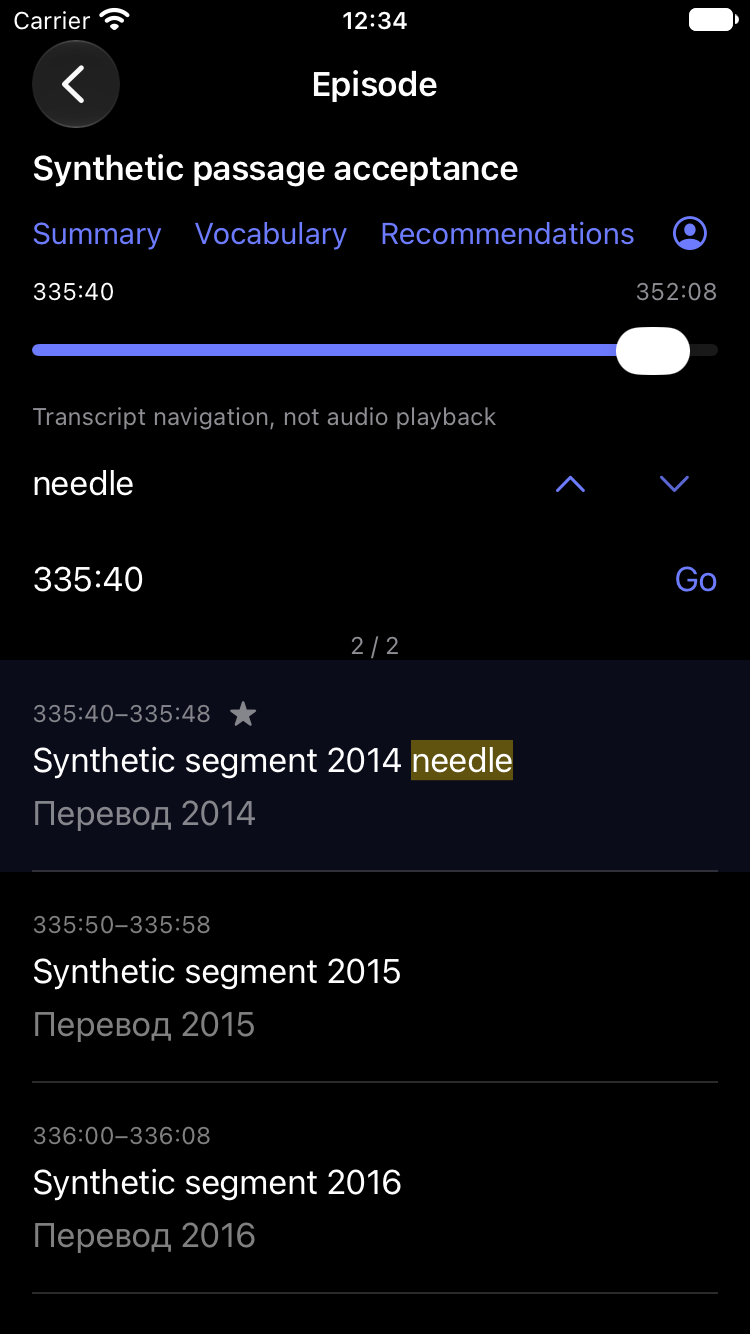 Carrier 12:34
Episode
Synthetic passage acceptance
Summary Vocabulary Recommendations
335:40 352:08
Transcript navigation, not audio playback
needle
335:40 Go
2 / 2
335:40–335:48
Synthetic segment 2014 needle
Перевод 2014
335:50–335:58
Synthetic segment 2015
Перевод 2015
336:00–336:08
Synthetic segment 2016
Перевод 2016